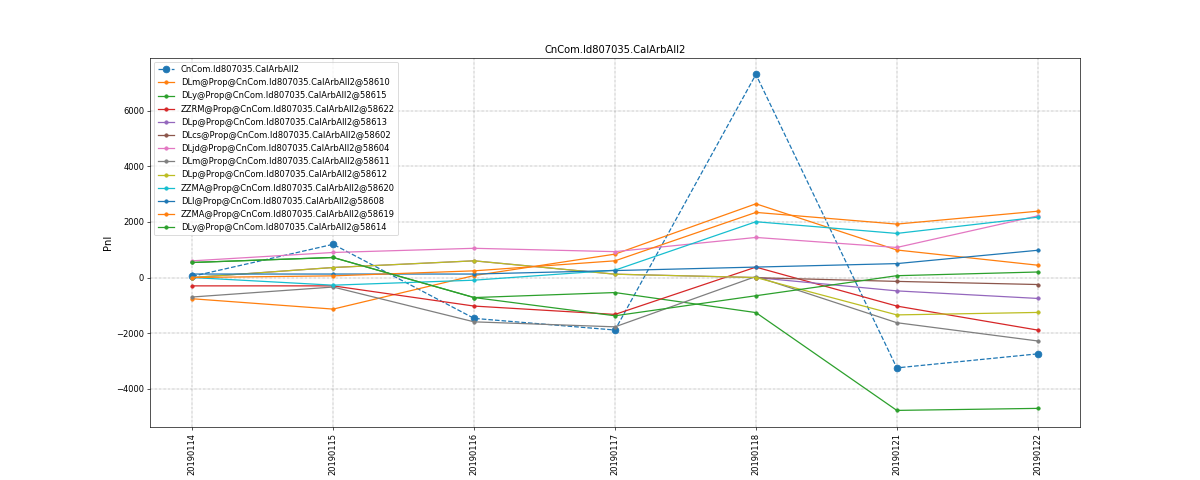 CnCom.Id807035.CalArbAll2
CnCom.Id807035.CalArbAll2
DLm@Prop@CnCom.Id807035.CalArbAll2@58610
DLy@Prop@CnCom.Id807035.CalArbAll2@58615
ZZRM@Prop@CnCom.Id807035.CalArbAll2@58622
DLp@Prop@CnCom.Id807035.CalArbAll2@58613
DLcs@Prop@CnCom.Id807035.CalArbAll2@58602
DLjd@Prop@CnCom.Id807035.CalArbAll2@58604
DLm@Prop@CnCom.Id807035.CalArbAll2@58611
DLp@Prop@CnCom.Id807035.CalArbAll2@58612
ZZMA@Prop@CnCom.Id807035.CalArbAll2@58620
DLl@Prop@CnCom.Id807035.CalArbAll2@58608
ZZMA@Prop@CnCom.Id807035.CalArbAll2@58619
DLy@Prop@CnCom.Id807035.CalArbAll2@58614
6000
4000
2000
0
−2000
−4000
Pnl
20190114
20190115
20190116
20190117
20190118
20190121
20190122